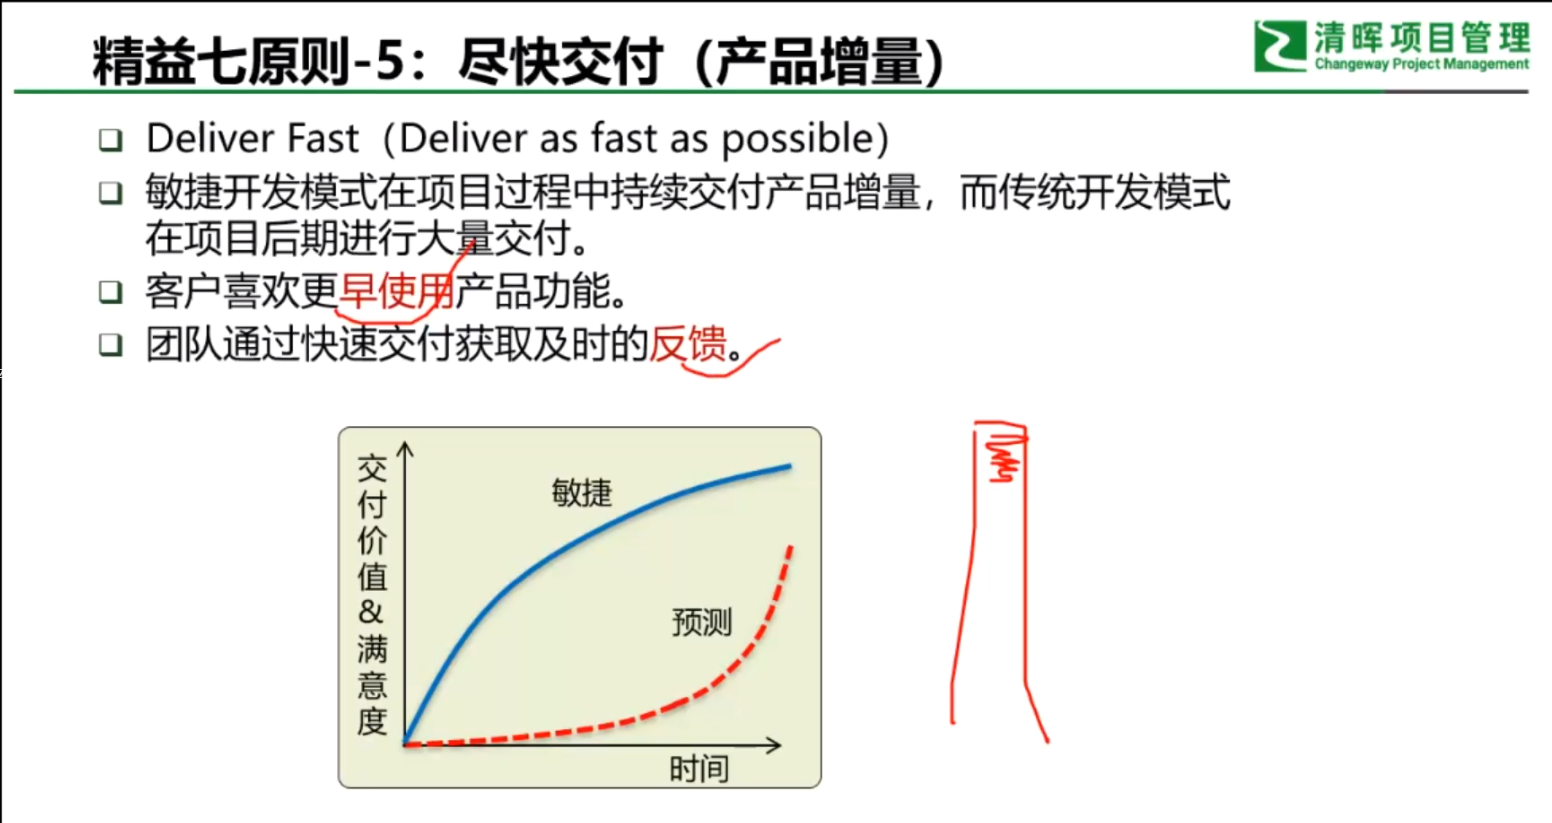 精益七原则-5：尽快交付（产品增量）
清晖项目管理
Changeway Project Management
Deliver Fast（Deliver as fast as possible）
敏捷开发模式在项目过程中持续交付产品增量，而传统开发模式
在项目后期进行大量交付。
客户喜欢更早使用产品功能。
团队通过快速交付获取及时的反馈。
交付价值&满意度
敏捷
预测
时间